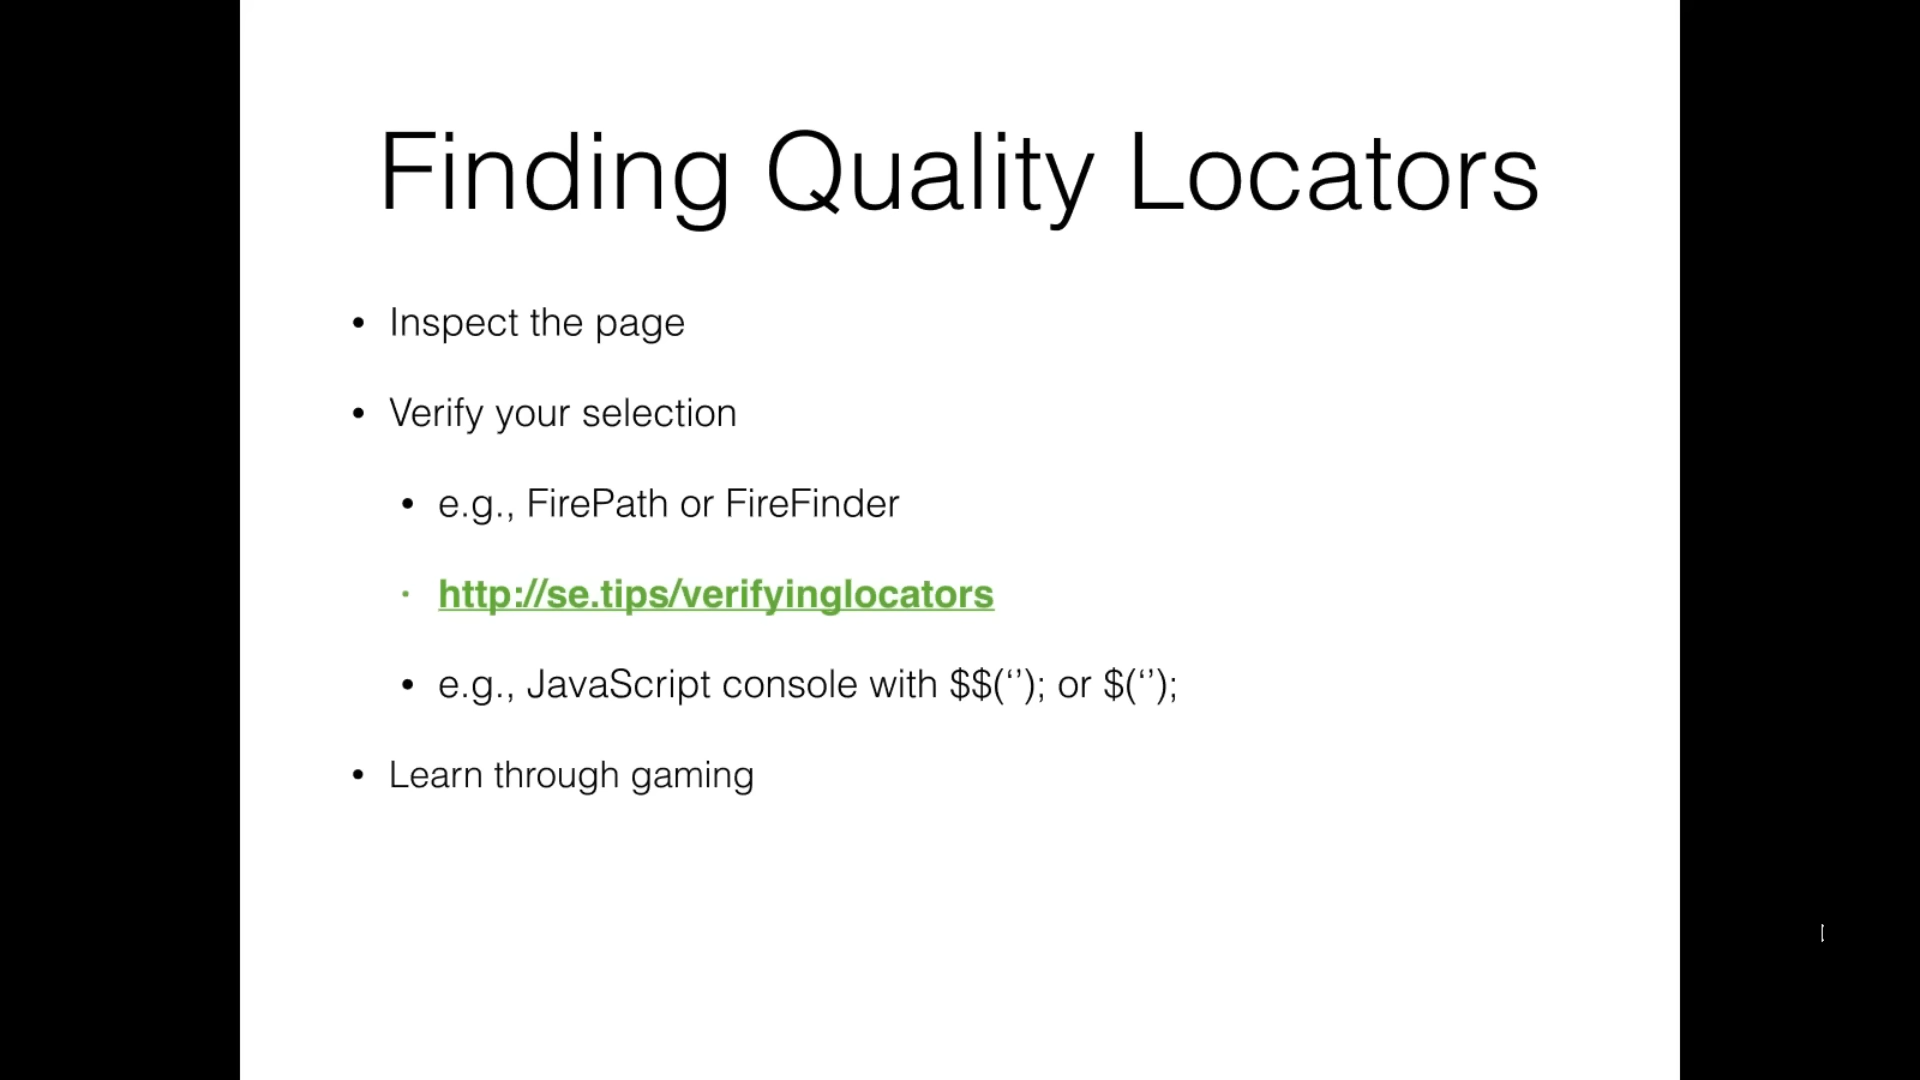 Finding Quality Locators
• Inspect the page
• Verify your selection
• e.g., FirePath or FireFinder
• http://se.tips/verifyinglocators
• e.g., JavaScript console with $$(‘’); or $(‘’);
• Learn through gaming